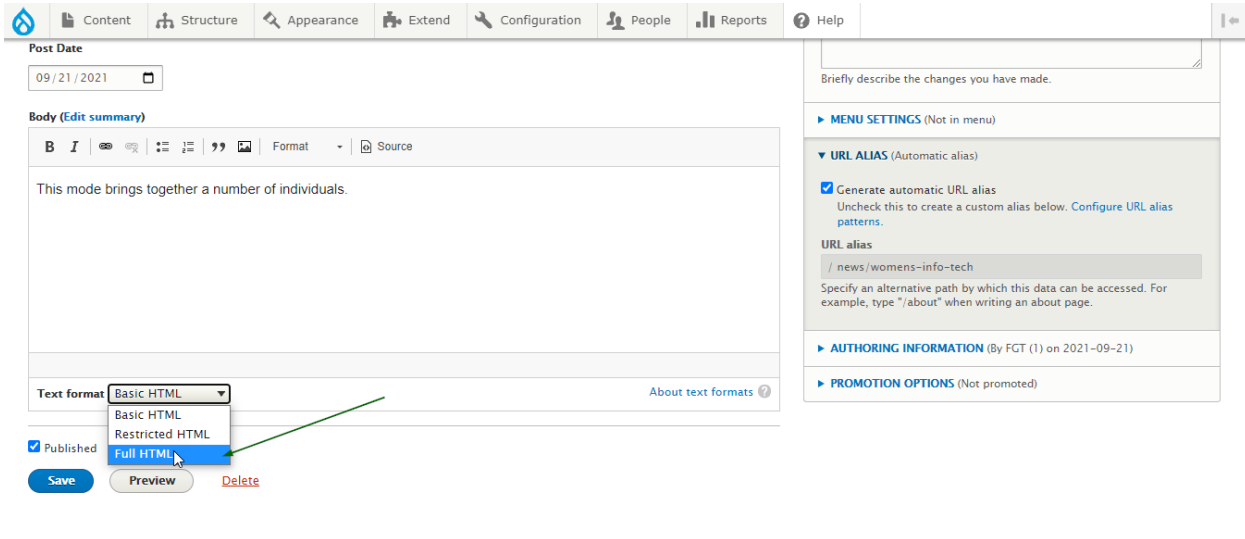 Content Structure Appearance Extend Configuration People Reports Help
Post Date
09/21/2021
Body (Edit summary)
B I Format Source
This mode brings together a number of individuals.
Text format Basic HTML
About text formats ?
Basic HTML
Restricted HTML
Full HTML
Published
Save Preview Delete
Briefly describe the changes you have made.
MENU SETTINGS (Not in menu)
URL ALIAS (Automatic alias)
Generate automatic URL alias
Uncheck this to create a custom alias below. Configure URL alias
patterns.
URL alias
/ news/womens-info-tech
Specify an alternative path by which this data can be accessed. For
example, type "/about" when writing an about page.
AUTHORING INFORMATION (By FGT (1) on 2021-09-21)
PROMOTION OPTIONS (Not promoted)